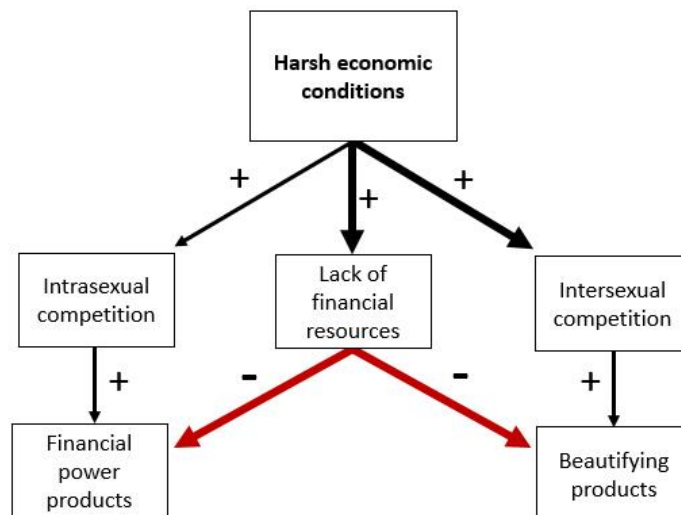 Harsh economic
conditions
+
+
+
Intrasexual
competition
Lack of
financial
resources
Intersexual
competition
+
-
-
+
Financial
power
products
Beautifying
products